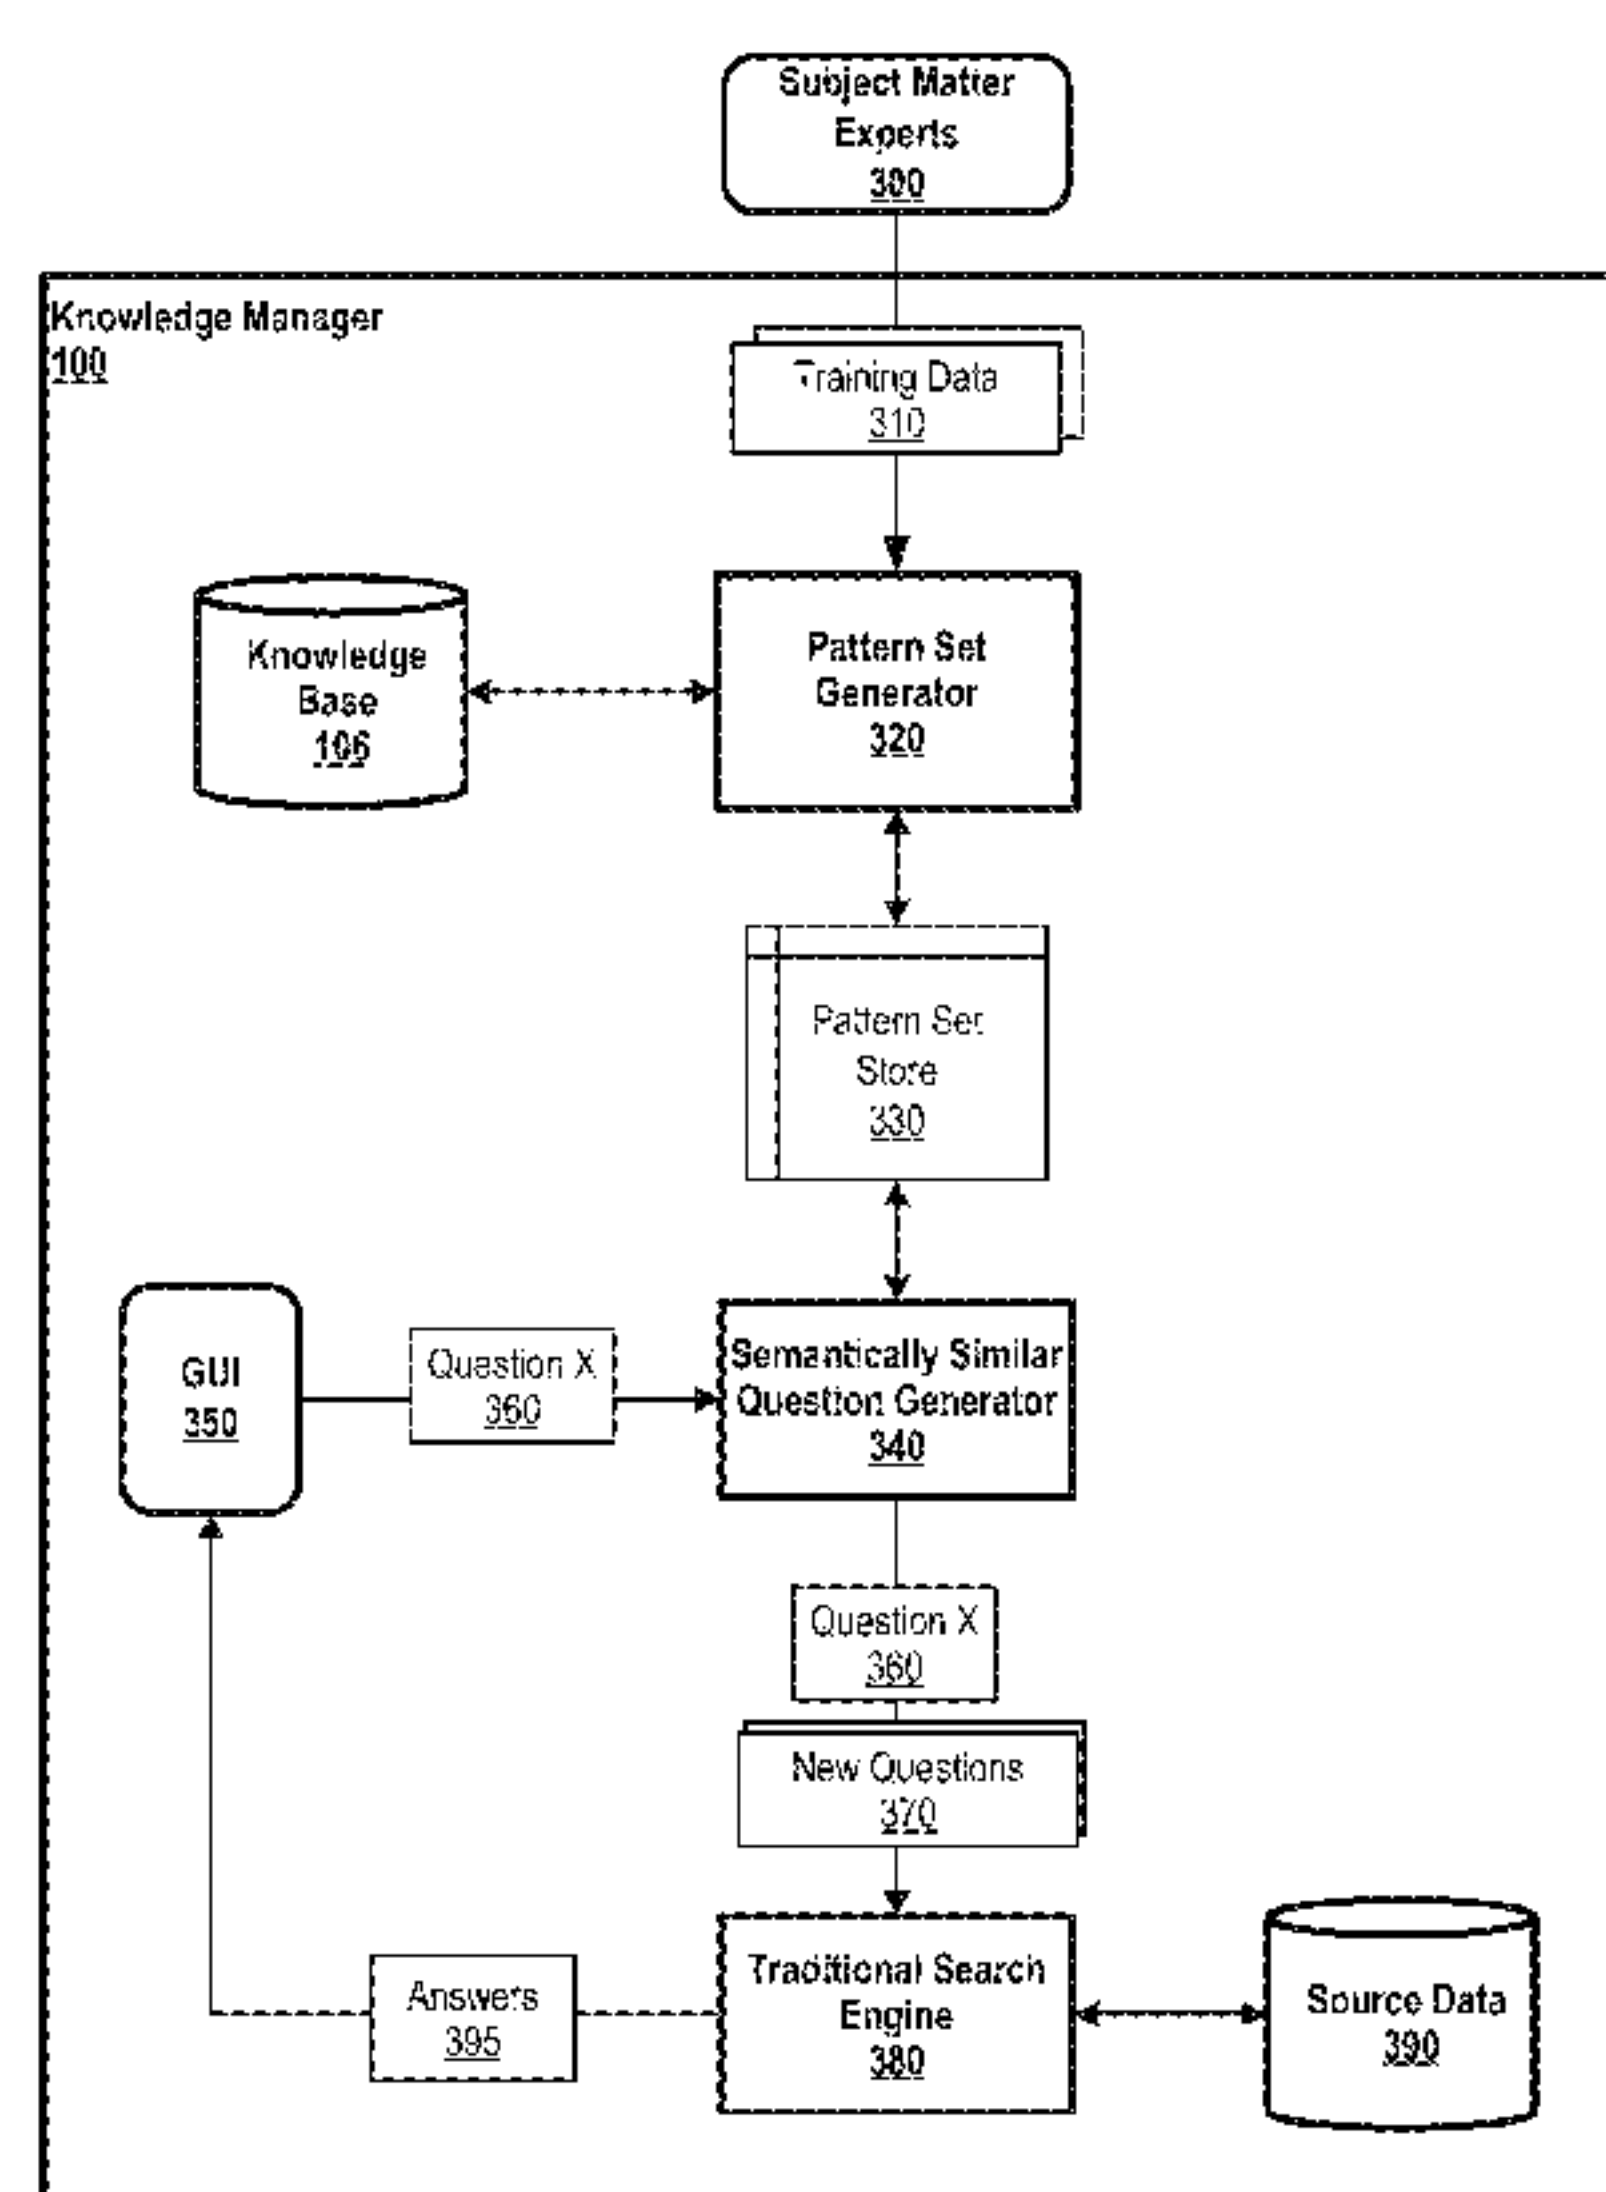 Subject Matter
Experts
300
Knowledge Manager
100
Training Data
310
Knowledge
Base
106
Pattern Set
Generator
320
Pattern Set
Store
330
GUI
350
Question X
360
Semantically Similar
Question Generator
340
Question X
360
New Questions
370
Answers
395
Traditional Search
Engine
380
Source Data
390